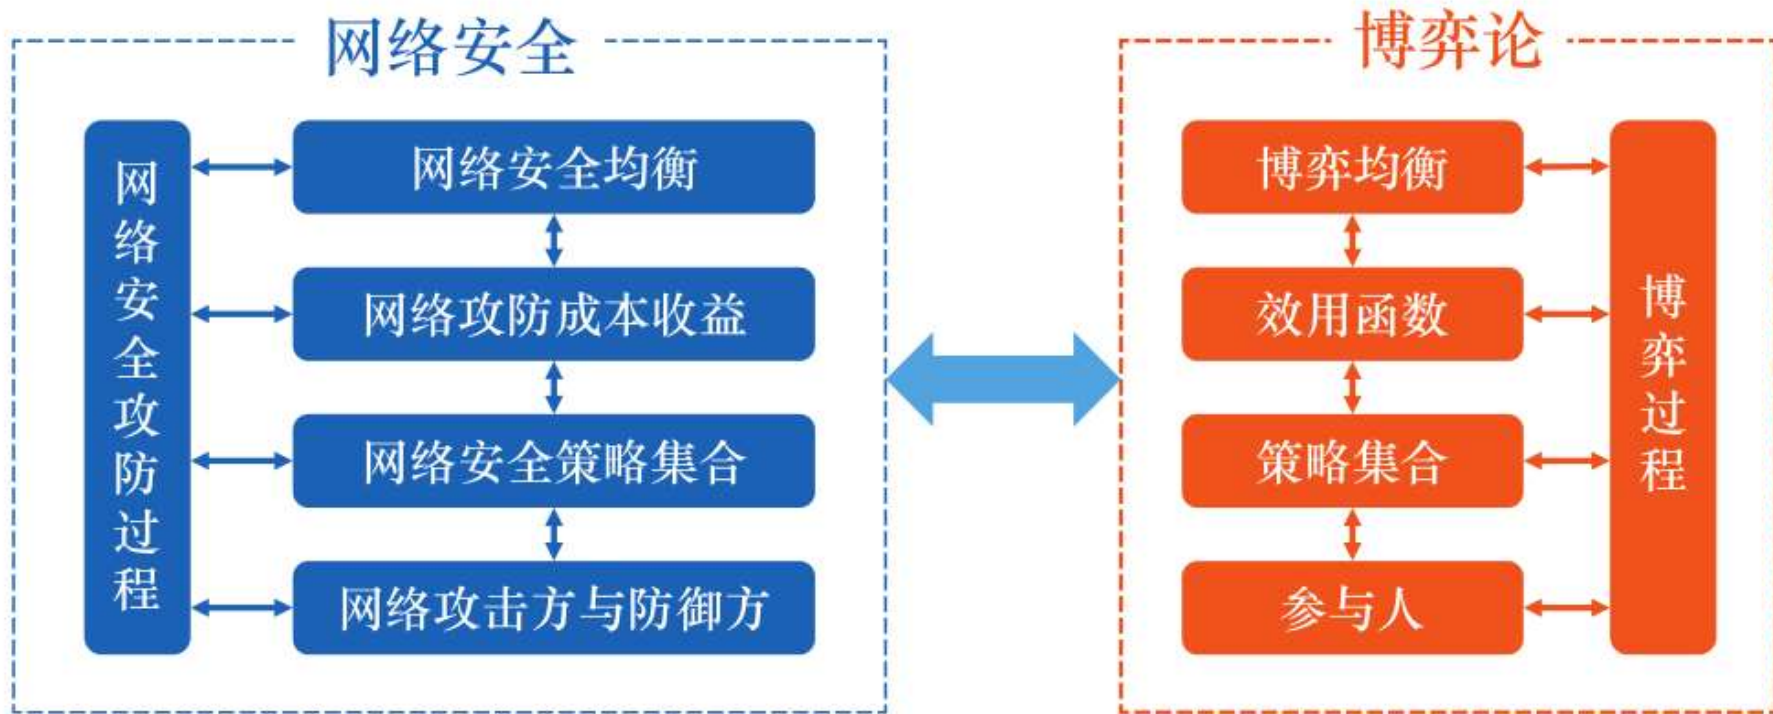 网络安全
网络安全攻防过程
网络安全均衡
网络攻防成本收益
网络安全策略集合
网络攻击方与防御方
博弈论
博弈均衡
效用函数
策略集合
参与人
博弈过程